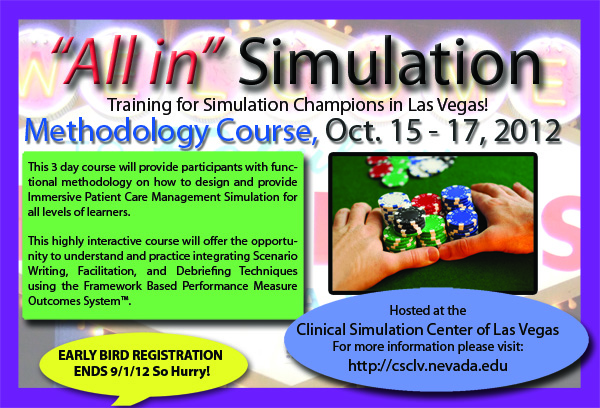 "All in" Simulation
Training for Simulation Champions in Las Vegas!
Methodology Course, Oct. 15 - 17, 2012
This 3 day course will provide participants with func-
tional methodology on how to design and provide
Immersive Patient Care Management Simulation for
all levels of learners.
This highly interactive course will offer the opportu-
nity to understand and practice integrating Scenario
Writing, Facilitation, and Debriefing Techniques
using the Framework Based Performance Measure
Outcomes System™.
Hosted at the
Clinical Simulation Center of Las Vegas
For more information please visit:
http://csclv.nevada.edu
EARLY BIRD REGISTRATION
ENDS 9/1/12 So Hurry!